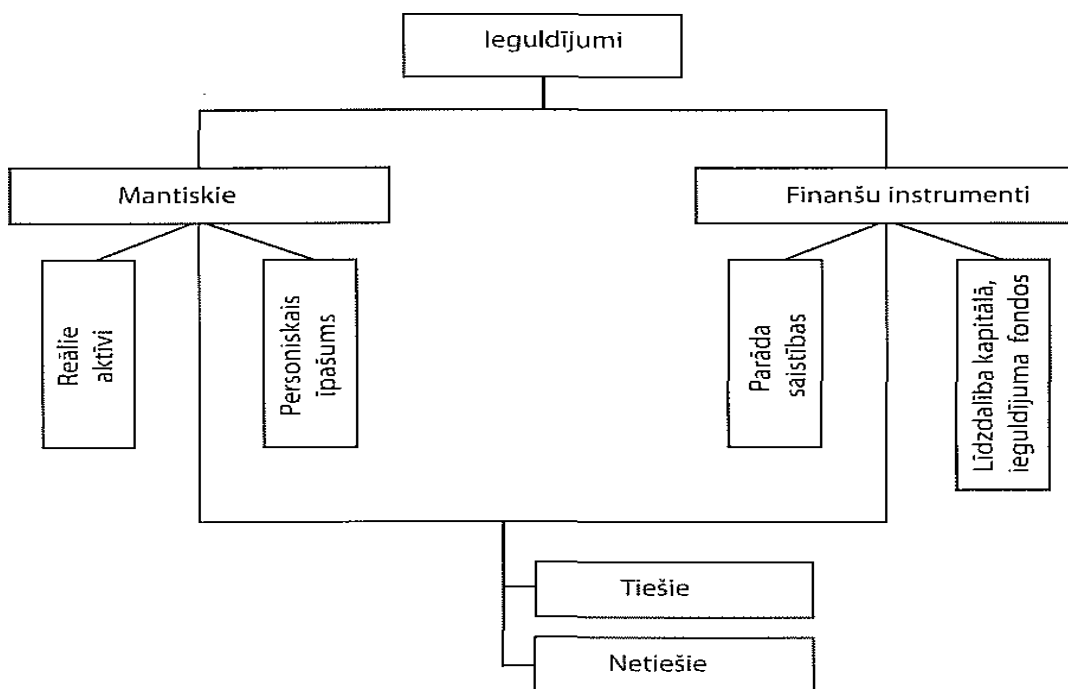 Ieguldījumi
Mantiskie
Finanšu instrumenti
Reālie
aktīvi
Personiskais
īpašums
Parāda
saistības
Līdzdalība kapitālā,
ieguldījuma fondos
Tiešie
Netiešie